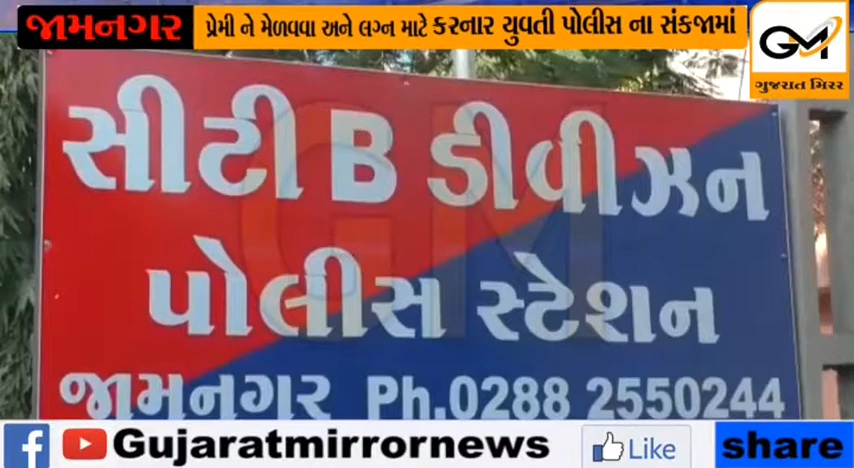 જામનગર
પ્રેમી ને મેળવવા અને લગ્ન માટે કરનાર યુવતી પોલીસ ના સંકજામાં
GM
ગુજરાત મિરર
સીટી B ડીવીઝન
પોલીસ સ્ટેશન
જામનગર Ph.0288 2550244
Gujaratmirrornews
Like
share